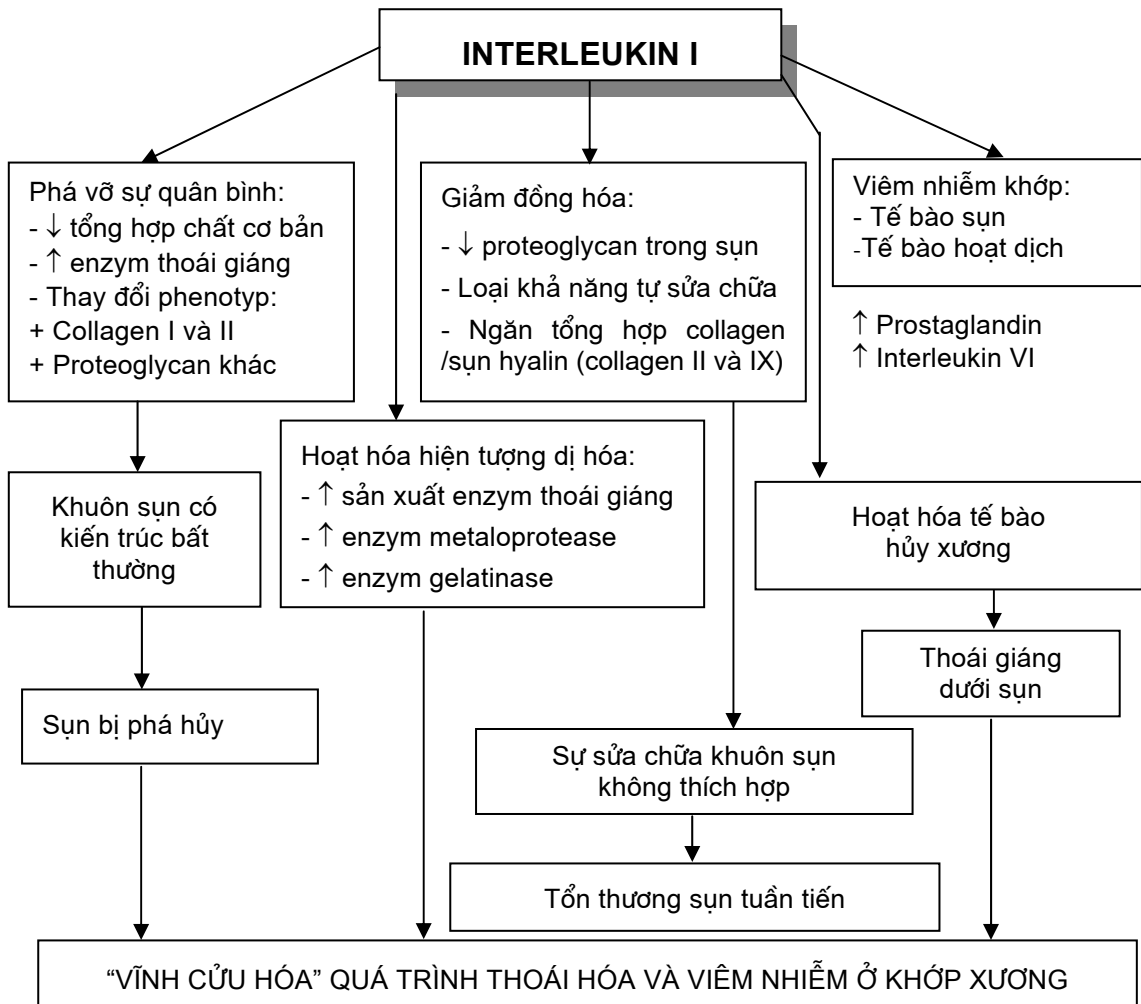 INTERLEUKIN I
Phá vỡ sự quân bình:
- ↓ tổng hợp chất cơ bản
- ↑ enzym thoái giáng
- Thay đổi phenotyp:
+ Collagen I và II
+ Proteoglycan khác
Giảm đồng hóa:
- ↓ proteoglycan trong sụn
- Loại khả năng tự sửa chữa
- Ngăn tổng hợp collagen
/sụn hyalin (collagen II và IX)
Viêm nhiễm khớp:
- Tế bào sụn
-Tế bào hoạt dịch
↑ Prostaglandin
↑ Interleukin VI
Hoạt hóa hiện tượng dị hóa:
- ↑ sản xuất enzym thoái giáng
- ↑ enzym metaloprotease
- ↑ enzym gelatinase
Khuôn sụn có
kiến trúc bất
thường
Hoạt hóa tế bào
hủy xương
Thoái giáng
dưới sụn
Sụn bị phá hủy
Sự sửa chữa khuôn sụn
không thích hợp
Tổn thương sụn tuần tiến
“VĨNH CỬU HÓA” QUÁ TRÌNH THOÁI HÓA VÀ VIÊM NHIỄM Ở KHỚP XƯƠNG